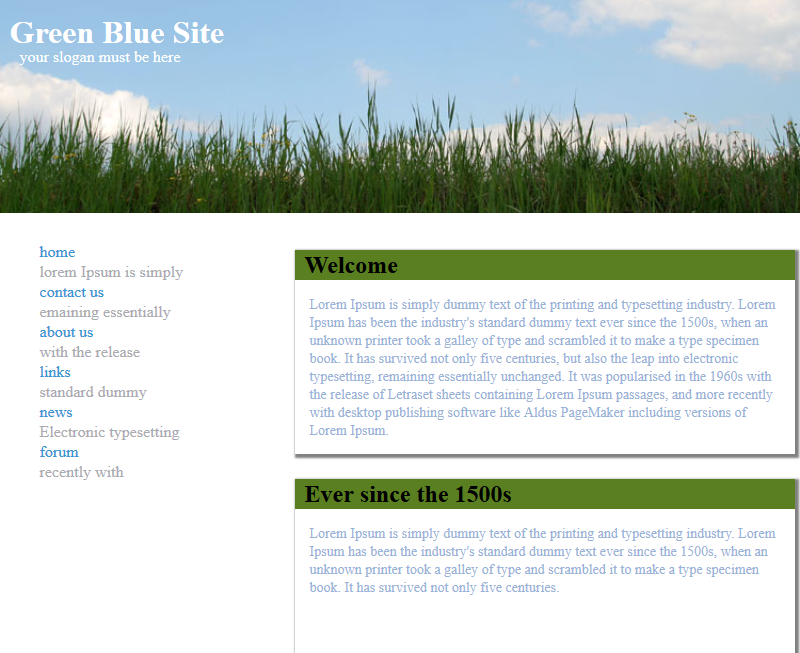 Green Blue Site
your slogan must be here
home
lorem Ipsum is simply
contact us
emaining essentially
about us
with the release
links
standard dummy
news
Electronic typesetting
forum
recently with
Welcome
Lorem Ipsum is simply dummy text of the printing and typesetting industry. Lorem
Ipsum has been the industry's standard dummy text ever since the 1500s, when an
unknown printer took a galley of type and scrambled it to make a type specimen
book. It has survived not only five centuries, but also the leap into electronic
typesetting, remaining essentially unchanged. It was popularised in the 1960s with
the release of Letraset sheets containing Lorem Ipsum passages, and more recently
with desktop publishing software like Aldus PageMaker including versions of
Lorem Ipsum.
Ever since the 1500s
Lorem Ipsum is simply dummy text of the printing and typesetting industry. Lorem
Ipsum has been the industry's standard dummy text ever since the 1500s, when an
unknown printer took a galley of type and scrambled it to make a type specimen
book. It has survived not only five centuries.